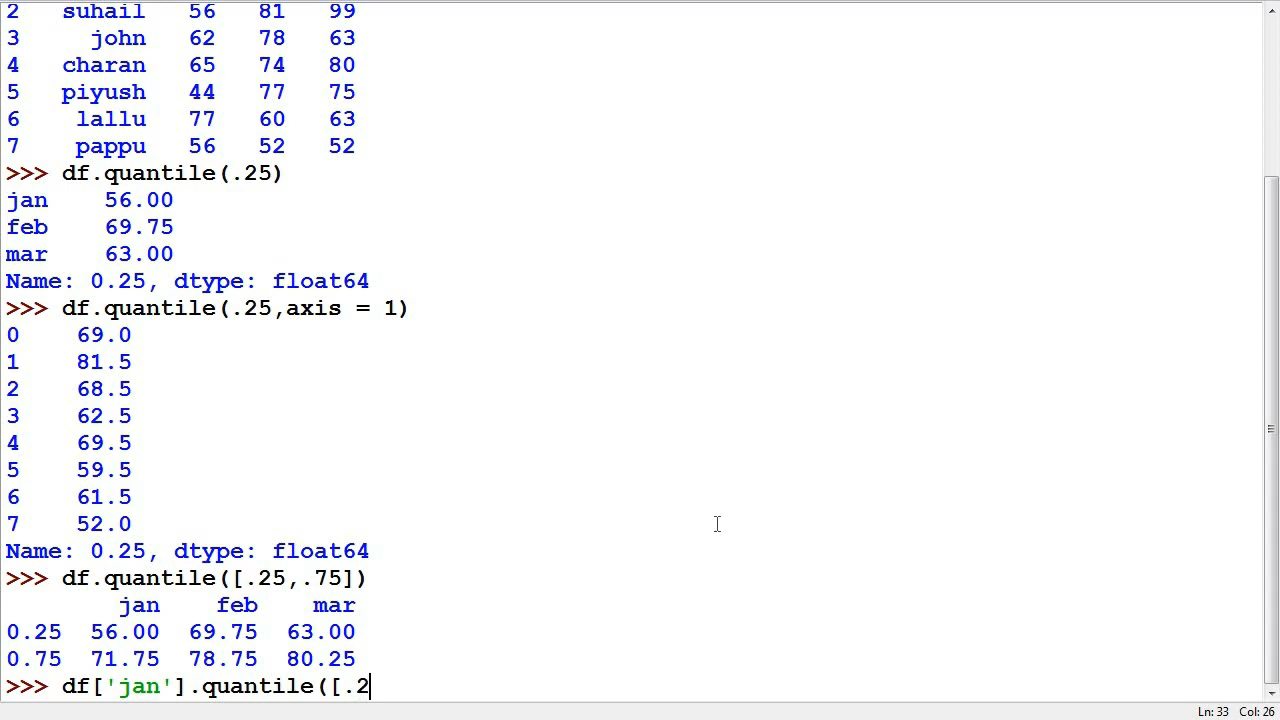 2   suhail   56   81   99
3     john   62   78   63
4   charan   65   74   80
5   piyush   44   77   75
6    lallu   77   60   63
7    pappu   56   52   52
>>> df.quantile(.25)
jan    56.00
feb    69.75
mar    63.00
Name: 0.25, dtype: float64
>>> df.quantile(.25,axis = 1)
0    69.0
1    81.5
2    68.5
3    62.5
4    69.5
5    59.5
6    61.5
7    52.0
Name: 0.25, dtype: float64
>>> df.quantile([.25,.75])
        jan    feb    mar
0.25  56.00  69.75  63.00
0.75  71.75  78.75  80.25
>>> df['jan'].quantile([.2
Ln: 33 Col: 26